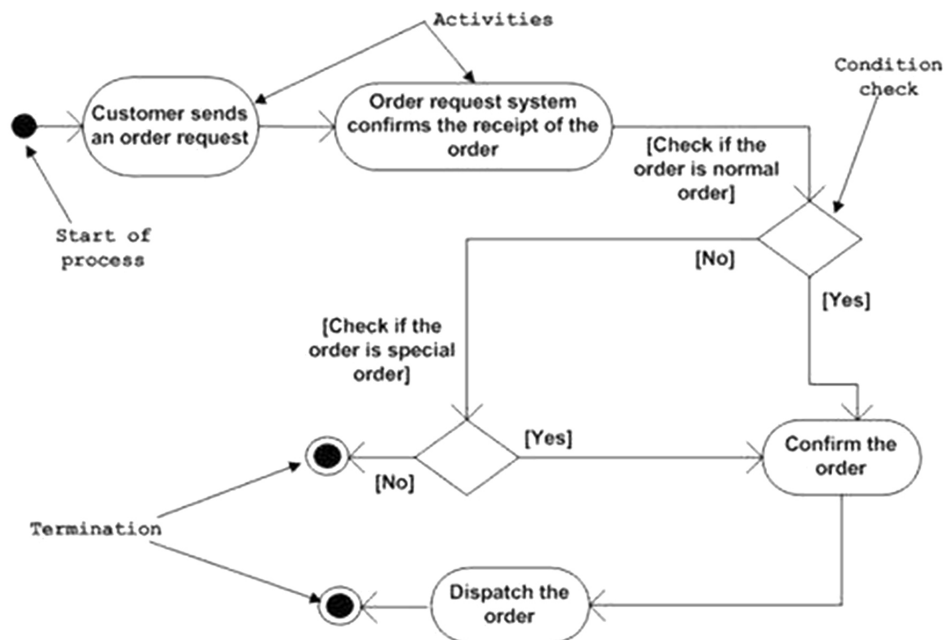 Activities
Condition
check
Customer sends
an order request
Order request system
confirms the receipt of the
order
[Check if the
order is normal
order]
Start of
process
[No]
[Yes]
[Check if the
order is special
order]
[Yes]
[No]
Confirm the
order
Termination
Dispatch the
order